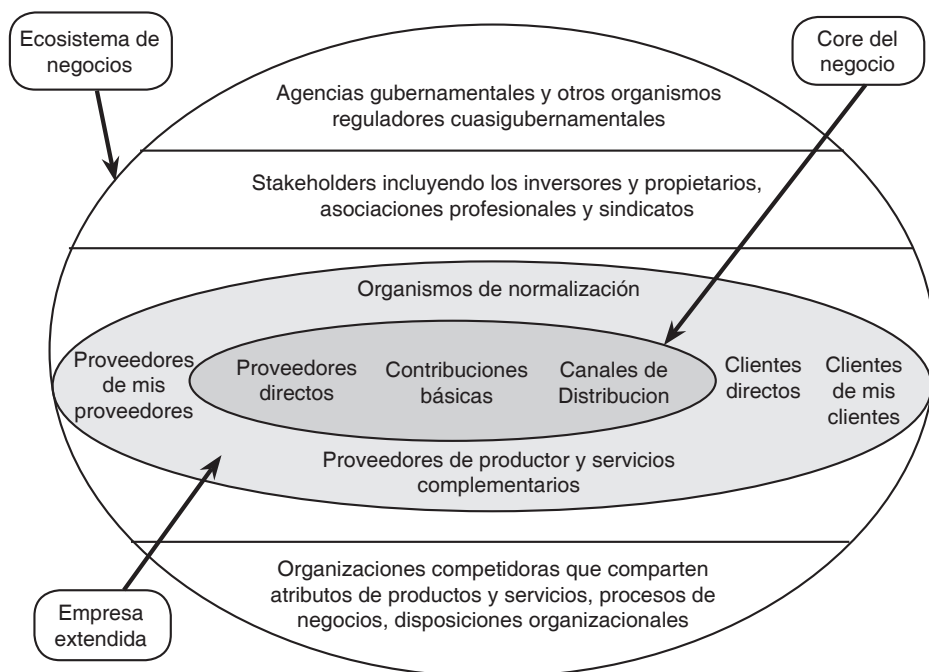 Ecosistema de
negocios
Core del
negocio
Agencias gubernamentales y otros organismos
reguladores cuasigubernamentales
Stakeholders incluyendo los inversores y propietarios,
asociaciones profesionales y sindicatos
Organismos de normalización
Proveedores
de mis
proveedores
Proveedores
directos
Contribuciones
básicas
Canales de
Distribucion
Clientes
directos
Clientes
de mis
clientes
Proveedores de productor y servicios
complementarios
Organizaciones competidoras que comparten
atributos de productos y servicios, procesos de
negocios, disposiciones organizacionales
Empresa
extendida